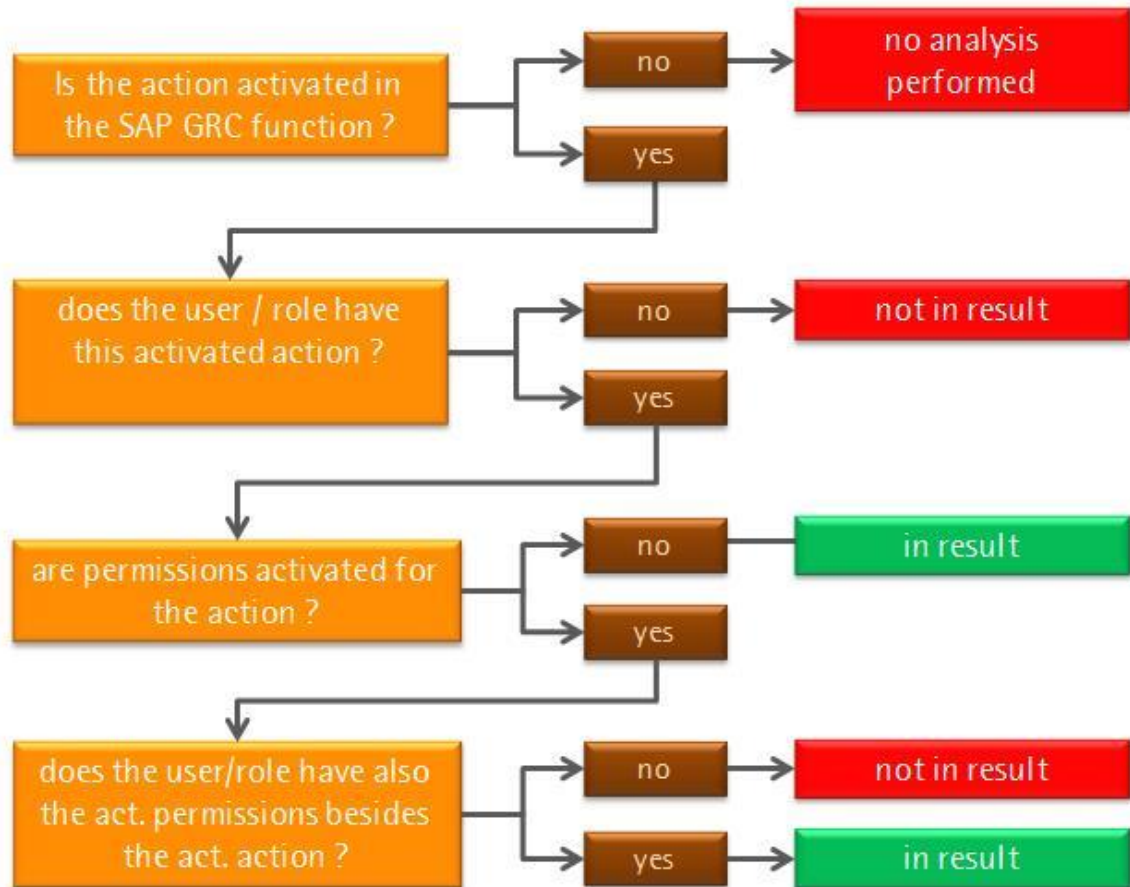 Is the action activated in
the SAP GRC function ?
no
no analysis
performed
yes
does the user / role have
this activated action ?
no
not in result
yes
are permissions activated for
the action ?
no
in result
yes
does the user/role have also
the act. permissions besides
the act. action ?
no
not in result
yes
in result